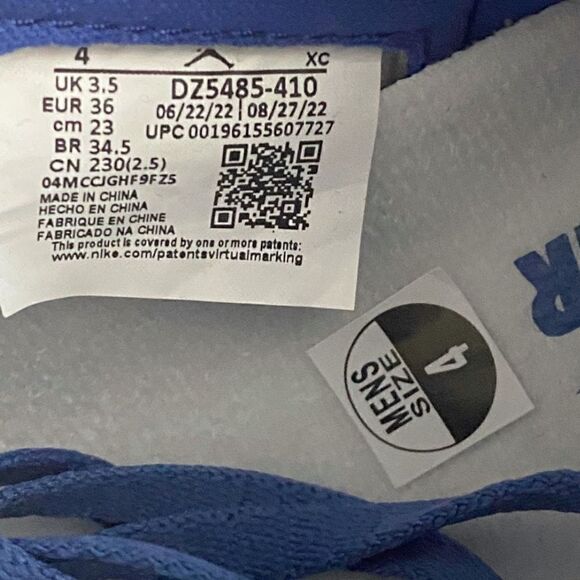 4 XC
UK 3.5
EUR 36
cm 23
BR 34.5
CN 230(2.5)
DZ5485-410
06/22/22 | 08/27/22
UPC 00196155607727
04MCCJGHF9FZ5
MADE IN CHINA
HECHO EN CHINA
FABRIQUE EN CHINE
FABRICADO NA CHINA
This product is covered by one or more patents:
www.nike.com/patentsvirtualmarking
4
MENS
SIZE